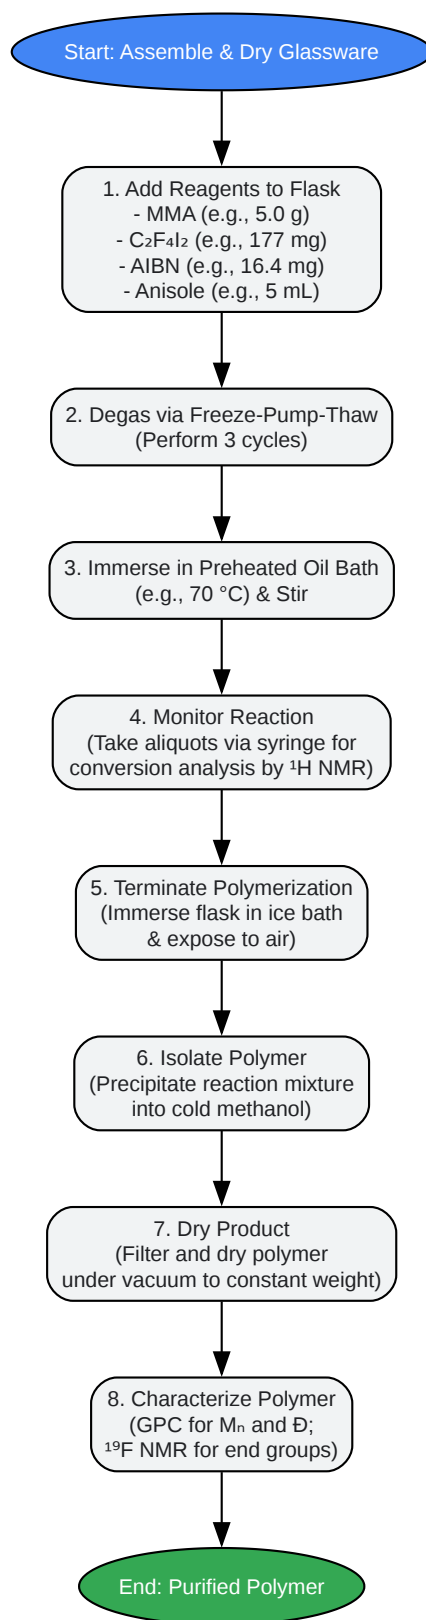 Start: Assemble & Dry Glassware
1. Add Reagents to Flask
- MMA (e.g., 5.0 g)
- C₂F₄I₂ (e.g., 177 mg)
- AIBN (e.g., 16.4 mg)
- Anisole (e.g., 5 mL)
2. Degas via Freeze-Pump-Thaw
(Perform 3 cycles)
3. Immerse in Preheated Oil Bath
(e.g., 70 °C) & Stir
4. Monitor Reaction
(Take aliquots via syringe for
conversion analysis by ¹H NMR)
5. Terminate Polymerization
(Immerse flask in ice bath
& expose to air)
6. Isolate Polymer
(Precipitate reaction mixture
into cold methanol)
7. Dry Product
(Filter and dry polymer
under vacuum to constant weight)
8. Characterize Polymer
(GPC for Mₙ and Đ;
¹⁹F NMR for end groups)
End: Purified Polymer